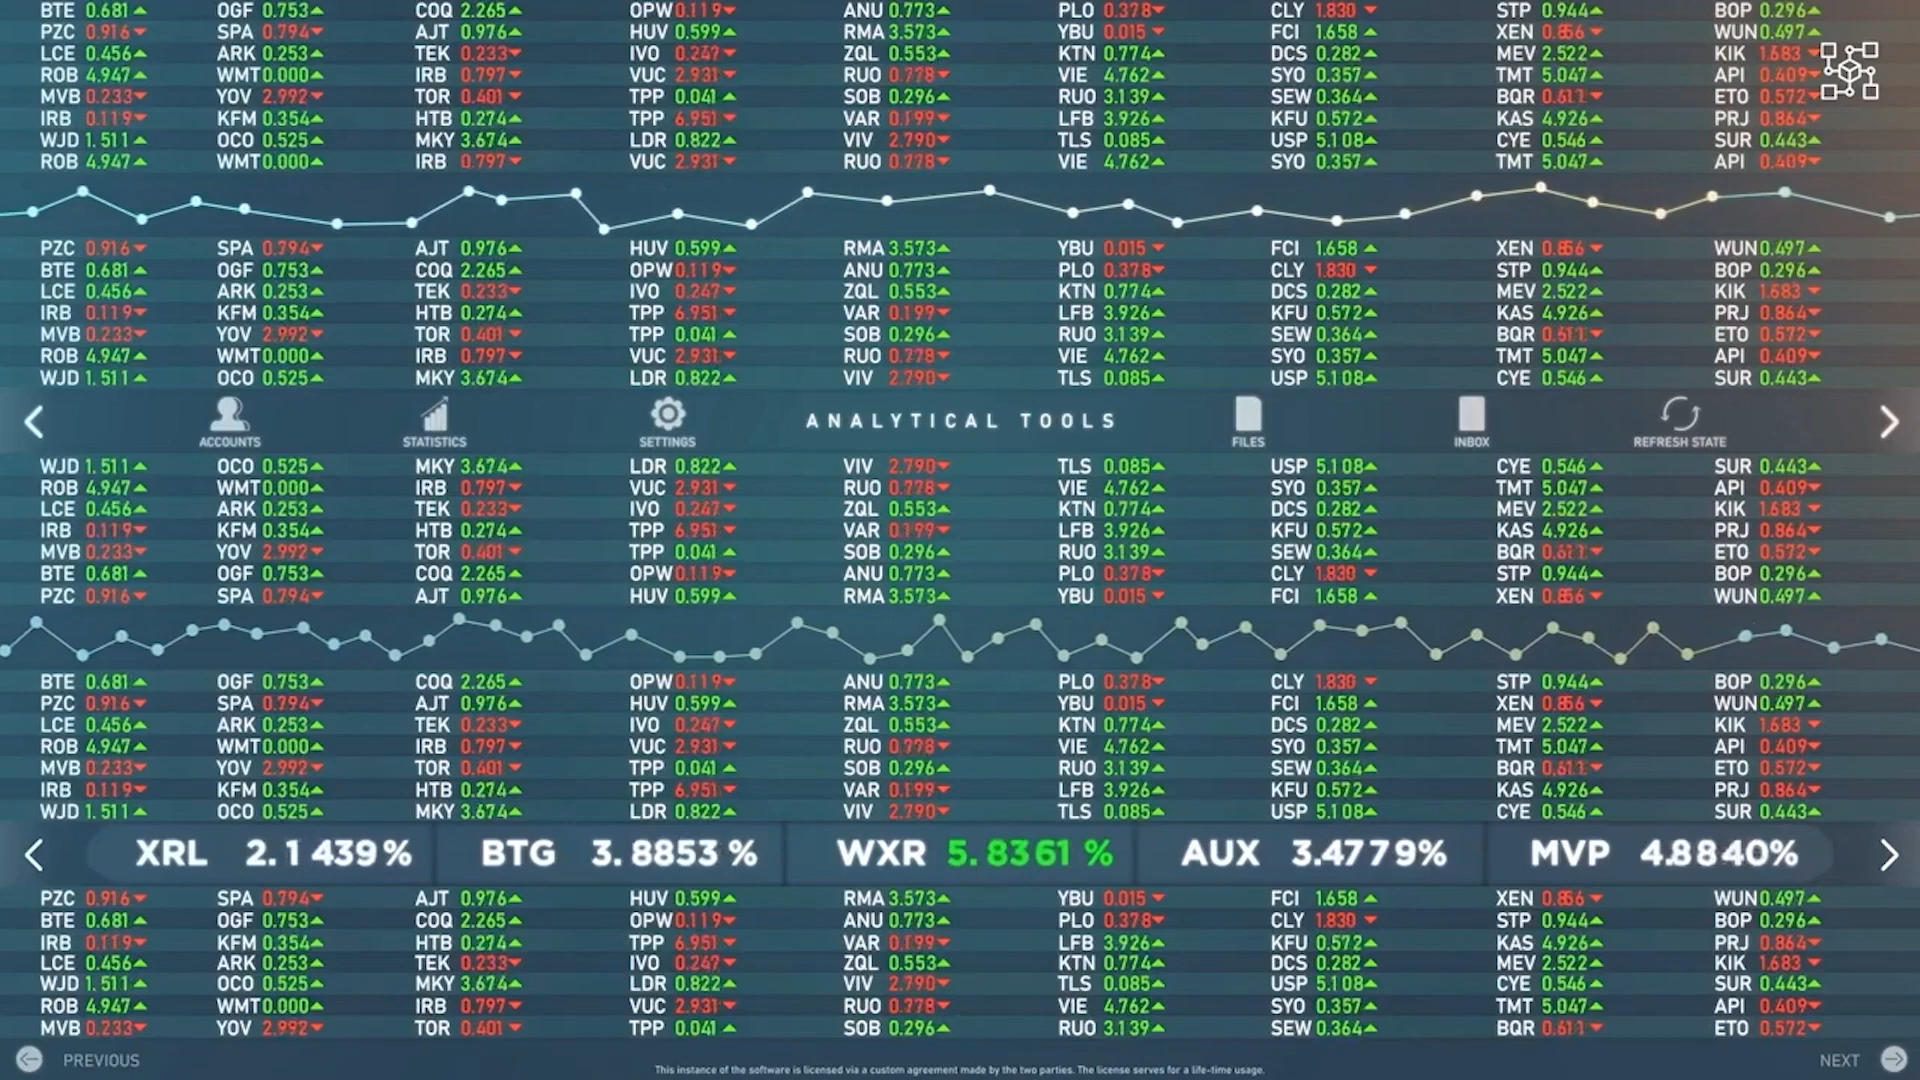 BTE 0.681 OGF 0.753 COQ 2.265 OPW 0.119 ANU 0.773 PLO 0.378 CLY 1.830 STP 0.944 BOP 0.296
PZC 0.916 SPA 0.794 AJT 0.976 HUV 0.599 RMA 3.573 YBU 0.015 FCI 1.658 XEN 0.856 WUN 0.497
LCE 0.456 ARK 0.253 TEK 0.233 IVO 0.247 ZQL 0.553 KTN 0.774 DCS 0.282 MEV 2.522 KIK 1.683
ROB 4.947 WMT 0.000 IRB 0.797 VUC 2.931 RUO 0.778 VIE 4.762 SYO 0.357 TMT 5.047 API 0.409
MVB 0.233 YOV 2.992 TOR 0.401 TPP 0.041 SOB 0.296 RUO 3.139 SEW 0.364 BQR 0.611 ETO 0.572
IRB 0.119 KFM 0.354 HTB 0.274 TPP 6.951 VAR 0.199 LFB 3.926 KFU 0.572 KAS 4.926 PRJ 0.864
WJD 1.511 OCO 0.525 MKY 3.674 LDR 0.822 VIV 2.790 TLS 0.085 USP 5.108 CYE 0.546 SUR 0.443
ROB 4.947 WMT 0.000 IRB 0.797 VUC 2.931 RUO 0.778 VIE 4.762 SYO 0.357 TMT 5.047 API 0.409
PZC 0.916 SPA 0.794 AJT 0.976 HUV 0.599 RMA 3.573 YBU 0.015 FCI 1.658 XEN 0.856 WUN 0.497
BTE 0.681 OGF 0.753 COQ 2.265 OPW 0.119 ANU 0.773 PLO 0.378 CLY 1.830 STP 0.944 BOP 0.296
LCE 0.456 ARK 0.253 TEK 0.233 IVO 0.247 ZQL 0.553 KTN 0.774 DCS 0.282 MEV 2.522 KIK 1.683
IRB 0.119 KFM 0.354 HTB 0.274 TPP 6.951 VAR 0.199 LFB 3.926 KFU 0.572 KAS 4.926 PRJ 0.864
MVB 0.233 YOV 2.992 TOR 0.401 TPP 0.041 SOB 0.296 RUO 3.139 SEW 0.364 BQR 0.611 ETO 0.572
ROB 4.947 WMT 0.000 IRB 0.797 VUC 2.931 RUO 0.778 VIE 4.762 SYO 0.357 TMT 5.047 API 0.409
WJD 1.511 OCO 0.525 MKY 3.674 LDR 0.822 VIV 2.790 TLS 0.085 USP 5.108 CYE 0.546 SUR 0.443
ACCOUNTS STATISTICS SETTINGS ANALYTICAL TOOLS FILES INBOX REFRESH STATE
WJD 1.511 OCO 0.525 MKY 3.674 LDR 0.822 VIV 2.790 TLS 0.085 USP 5.108 CYE 0.546 SUR 0.443
ROB 4.947 WMT 0.000 IRB 0.797 VUC 2.931 RUO 0.778 VIE 4.762 SYO 0.357 TMT 5.047 API 0.409
LCE 0.456 ARK 0.253 TEK 0.233 IVO 0.247 ZQL 0.553 KTN 0.774 DCS 0.282 MEV 2.522 KIK 1.683
IRB 0.119 KFM 0.354 HTB 0.274 TPP 6.951 VAR 0.199 LFB 3.926 KFU 0.572 KAS 4.926 PRJ 0.864
MVB 0.233 YOV 2.992 TOR 0.401 TPP 0.041 SOB 0.296 RUO 3.139 SEW 0.364 BQR 0.611 ETO 0.572
BTE 0.681 OGF 0.753 COQ 2.265 OPW 0.119 ANU 0.773 PLO 0.378 CLY 1.830 STP 0.944 BOP 0.296
PZC 0.916 SPA 0.794 AJT 0.976 HUV 0.599 RMA 3.573 YBU 0.015 FCI 1.658 XEN 0.856 WUN 0.497
BTE 0.681 OGF 0.753 COQ 2.265 OPW 0.119 ANU 0.773 PLO 0.378 CLY 1.830 STP 0.944 BOP 0.296
PZC 0.916 SPA 0.794 AJT 0.976 HUV 0.599 RMA 3.573 YBU 0.015 FCI 1.658 XEN 0.856 WUN 0.497
LCE 0.456 ARK 0.253 TEK 0.233 IVO 0.247 ZQL 0.553 KTN 0.774 DCS 0.282 MEV 2.522 KIK 1.683
ROB 4.947 WMT 0.000 IRB 0.797 VUC 2.931 RUO 0.778 VIE 4.762 SYO 0.357 TMT 5.047 API 0.409
MVB 0.233 YOV 2.992 TOR 0.401 TPP 0.041 SOB 0.296 RUO 3.139 SEW 0.364 BQR 0.611 ETO 0.572
IRB 0.119 KFM 0.354 HTB 0.274 TPP 6.951 VAR 0.199 LFB 3.926 KFU 0.572 KAS 4.926 PRJ 0.864
WJD 1.511 OCO 0.525 MKY 3.674 LDR 0.822 VIV 2.790 TLS 0.085 USP 5.108 CYE 0.546 SUR 0.443
XRL 2.1439% BTG 3.8853% WXR 5.8361% AUX 3.4779% MVP 4.8840%
PZC 0.916 SPA 0.794 AJT 0.976 HUV 0.599 RMA 3.573 YBU 0.015 FCI 1.658 XEN 0.856 WUN 0.497
BTE 0.681 OGF 0.753 COQ 2.265 OPW 0.119 ANU 0.773 PLO 0.378 CLY 1.830 STP 0.944 BOP 0.296
IRB 0.119 KFM 0.354 HTB 0.274 TPP 6.951 VAR 0.199 LFB 3.926 KFU 0.572 KAS 4.926 PRJ 0.864
LCE 0.456 ARK 0.253 TEK 0.233 IVO 0.247 ZQL 0.553 KTN 0.774 DCS 0.282 MEV 2.522 KIK 1.683
WJD 1.511 OCO 0.525 MKY 3.674 LDR 0.822 VIV 2.790 TLS 0.085 USP 5.108 CYE 0.546 SUR 0.443
ROB 4.947 WMT 0.000 IRB 0.797 VUC 2.931 RUO 0.778 VIE 4.762 SYO 0.357 TMT 5.047 API 0.409
MVB 0.233 YOV 2.992 TOR 0.401 TPP 0.041 SOB 0.296 RUO 3.139 SEW 0.364 BQR 0.611 ETO 0.572
PREVIOUS NEXT
This instance of the software is licensed via a custom agreement made by the two parties. The license serves for a life-time usage.